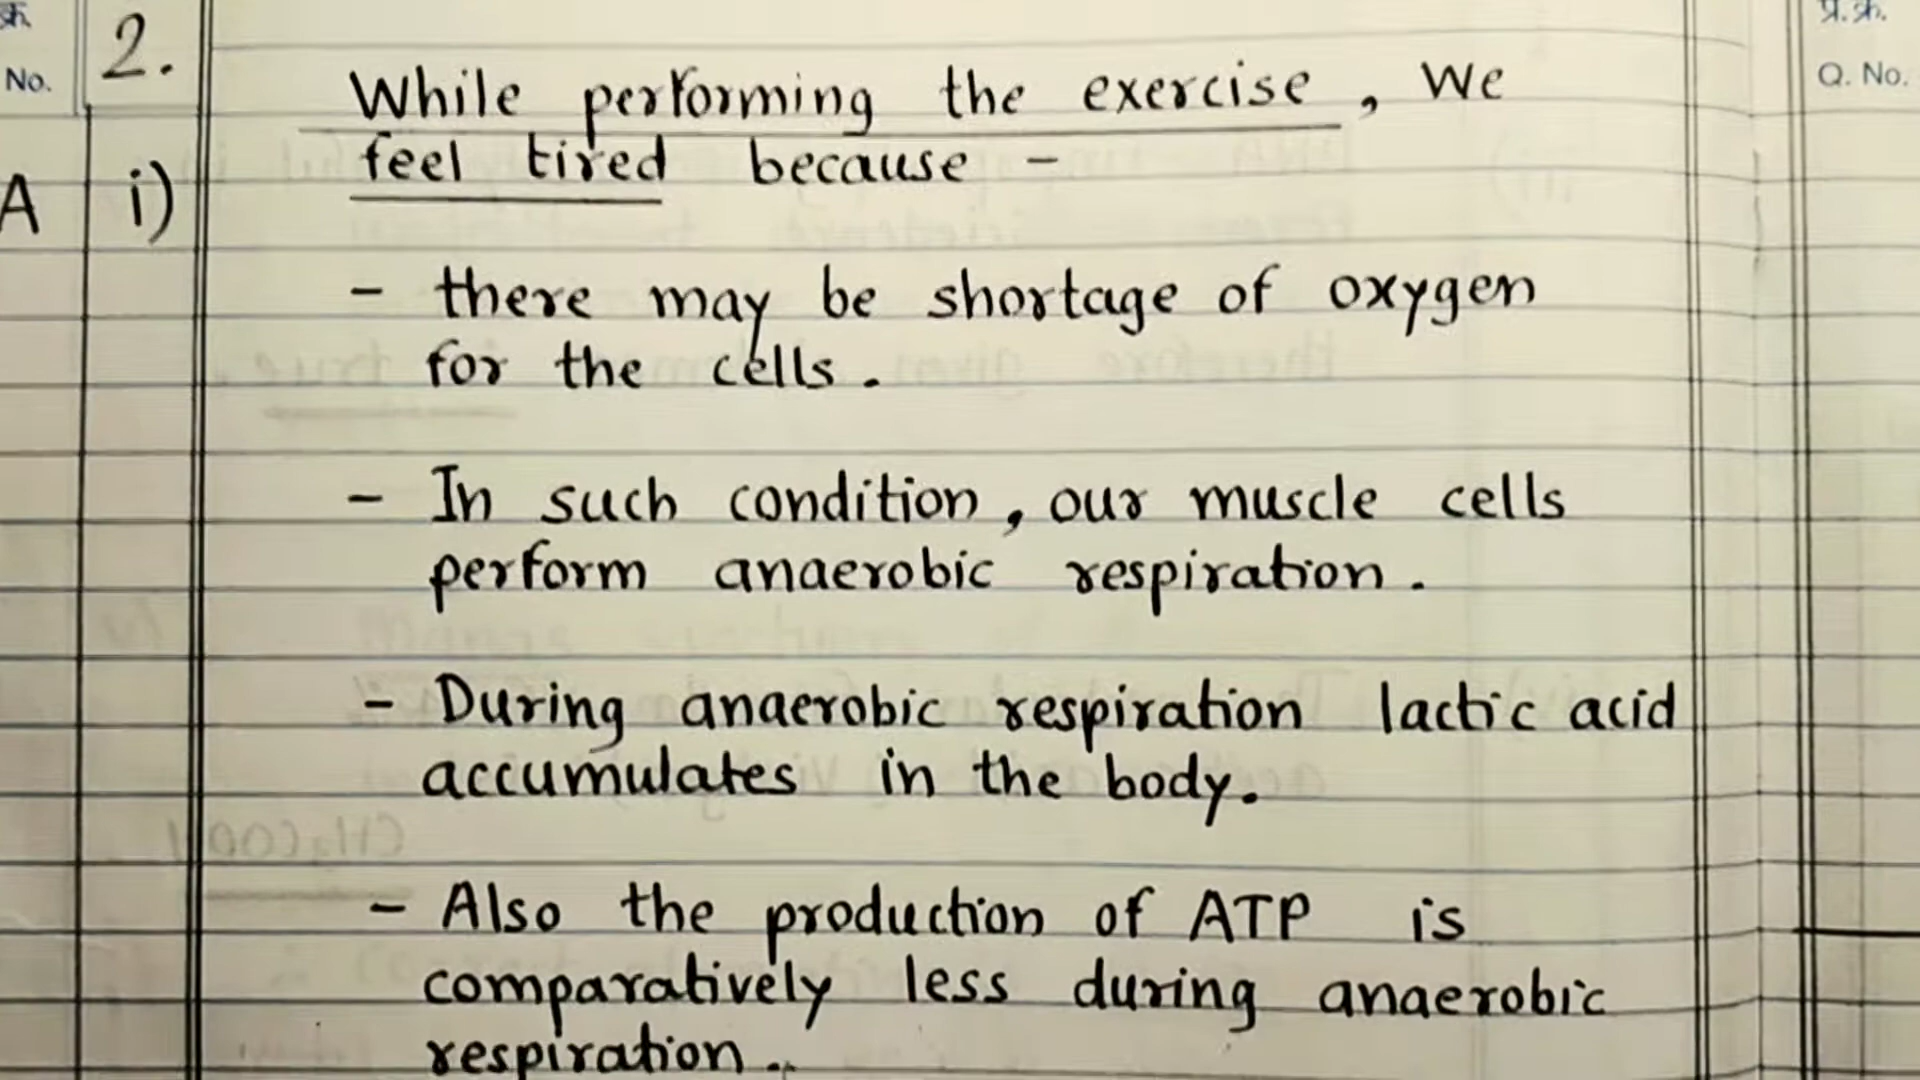 क्र.
No.
2.
प्र.क्र.
Q. No.
While performing the exercise, We
feel tired because -
A i)
- there may be shortage of oxygen
for the cells.
- In such condition, our muscle cells
perform anaerobic respiration.
- During anaerobic respiration lactic acid
accumulates in the body.
- Also the production of ATP is
comparatively less during anaerobic
respiration.